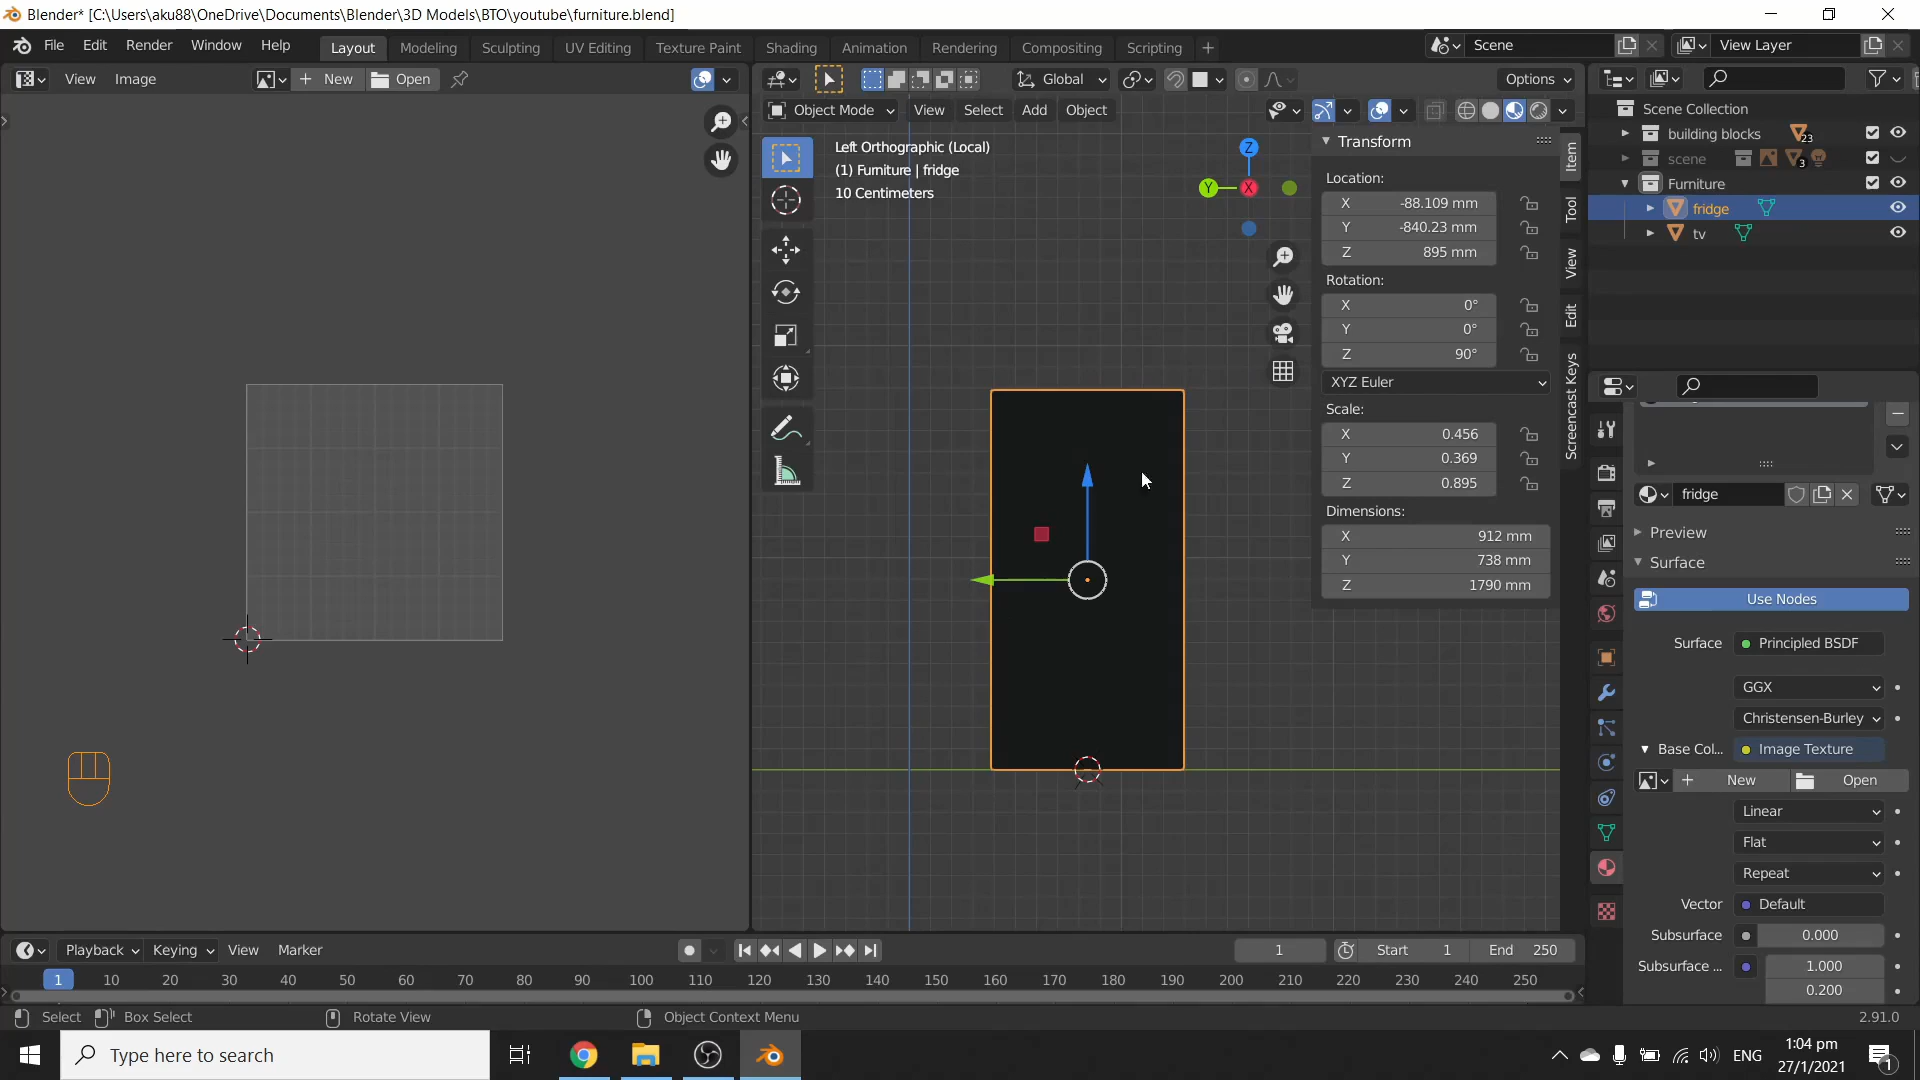 Blender* [C:\Users\aku88\OneDrive\Documents\Blender\3D Models\BTO\youtube\furniture.blend]
File Edit Render Window Help Layout Modeling Sculpting UV Editing Texture Paint Shading Animation Rendering Compositing Scripting + Scene View Layer
View Image + New Open Global Options
Object Mode View Select Add Object
Left Orthographic (Local)
(1) Furniture | fridge
10 Centimeters
Z
Y
X
Transform
Location:
X -88.109 mm
Y -840.23 mm
Z 895 mm
Rotation:
X 0°
Y 0°
Z 90°
XYZ Euler
Scale:
X 0.456
Y 0.369
Z 0.895
Dimensions:
X 912 mm
Y 738 mm
Z 1790 mm
Item
Tool
View
Edit
Screencast Keys
Scene Collection
building blocks 23
scene 3
Furniture
fridge
tv
fridge
Preview
Surface
Use Nodes
Surface Principled BSDF
GGX
Christensen-Burley
Base Col... Image Texture
+ New Open
Linear
Flat
Repeat
Vector Default
Subsurface 0.000
Subsurface ... 1.000
0.200
Playback Keying View Marker 1 Start 1 End 250
1 10 20 30 40 50 60 70 80 90 100 110 120 130 140 150 160 170 180 190 200 210 220 230 240 250
Select Box Select Rotate View Object Context Menu 2.91.0
Type here to search
ENG
1:04 pm
27/1/2021
1